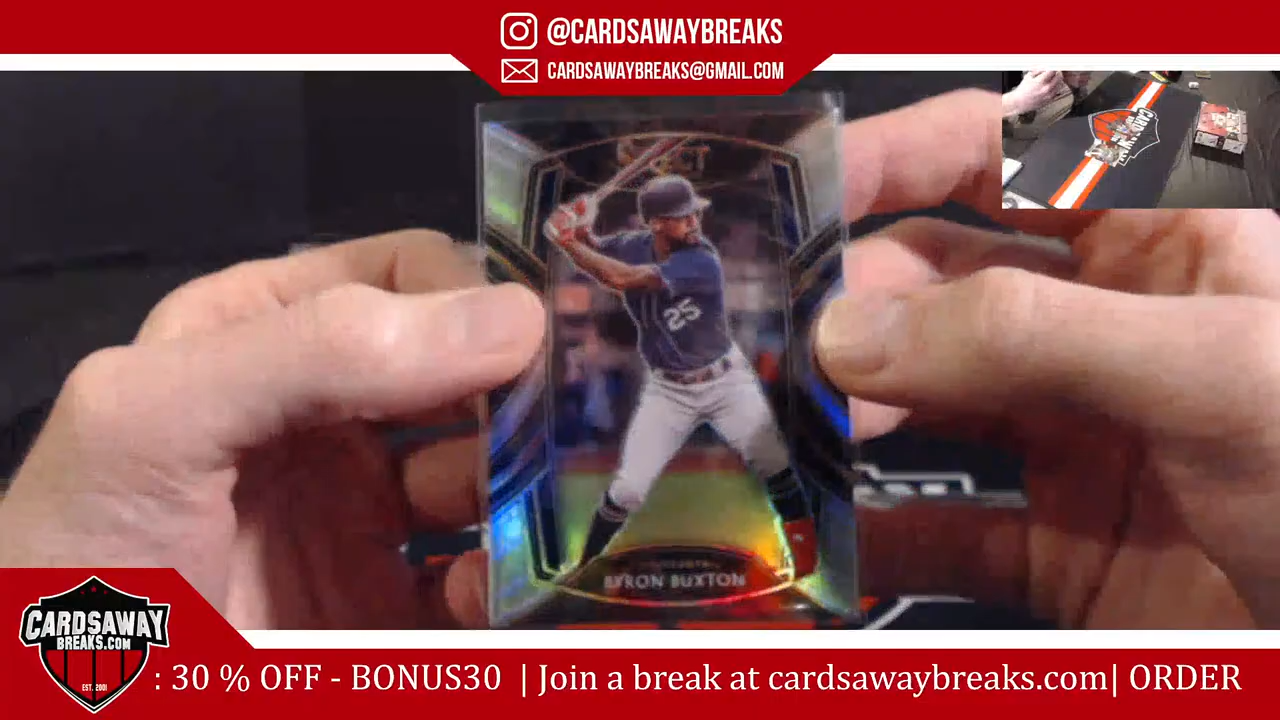 @CARDSAWAYBREAKS
CARDSAWAYBREAKS@GMAIL.COM
SELECT
25
BYRON BUXTON
CARDSAWAY
BREAKS.COM
EST. 2001
: 30 % OFF - BONUS30 | Join a break at cardsawaybreaks.com| ORDER